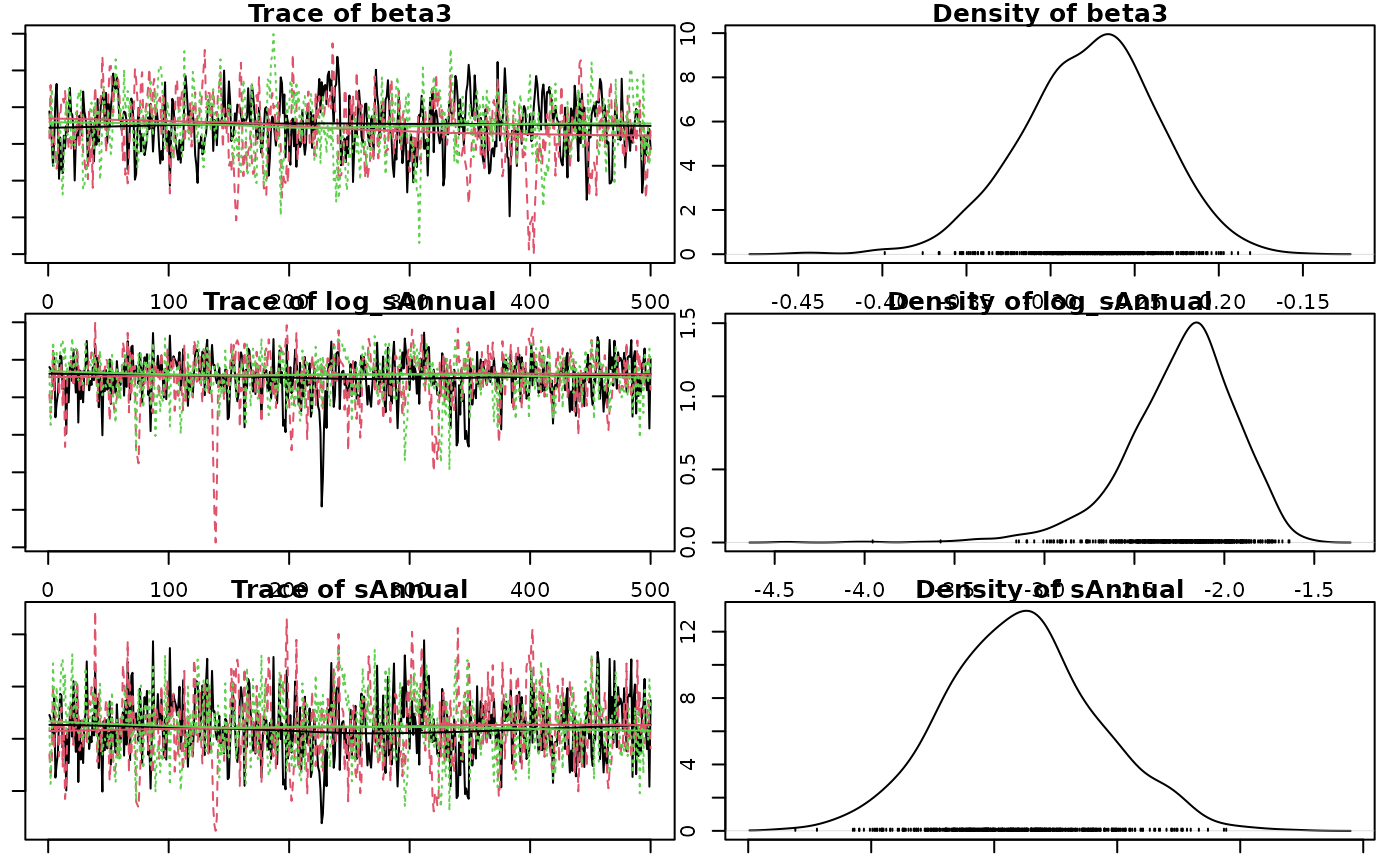 Trace of beta3
Density of beta3
0 2 4 6 8 10
0 100 200 300 400 500
-0.45 -0.40 -0.35 -0.30 -0.25 -0.20 -0.15
Trace of log_sAnnual
Density of log_sAnnual
0.0 0.5 1.0 1.5
0 100 200 300 400 500
-4.5 -4.0 -3.5 -3.0 -2.5 -2.0 -1.5
Trace of sAnnual
Density of sAnnual
0 4 8 12